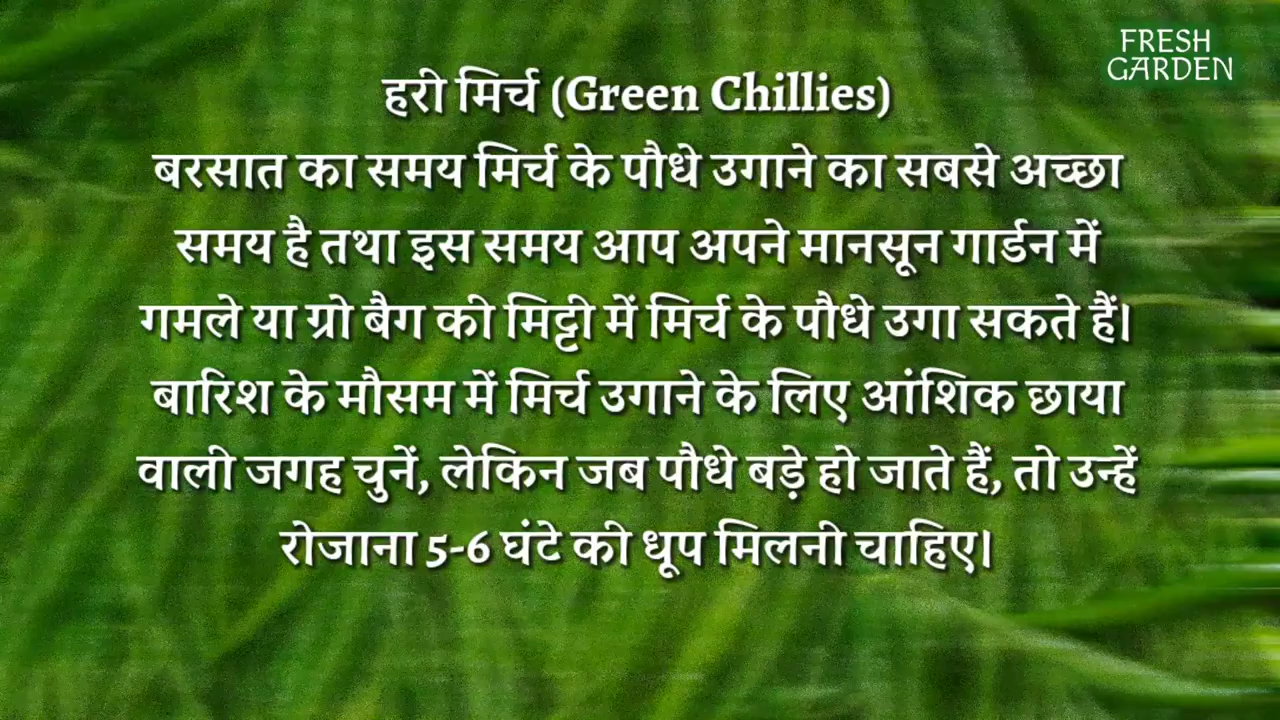 FRESH
GARDEN
हरी मिर्च (Green Chillies)
बरसात का समय मिर्च के पौधे उगाने का सबसे अच्छा
समय है तथा इस समय आप अपने मानसून गार्डन में
गमले या ग्रो बैग की मिट्टी में मिर्च के पौधे उगा सकते हैं।
बारिश के मौसम में मिर्च उगाने के लिए आंशिक छाया
वाली जगह चुनें, लेकिन जब पौधे बड़े हो जाते हैं, तो उन्हें
रोजाना 5-6 घंटे की धूप मिलनी चाहिए।